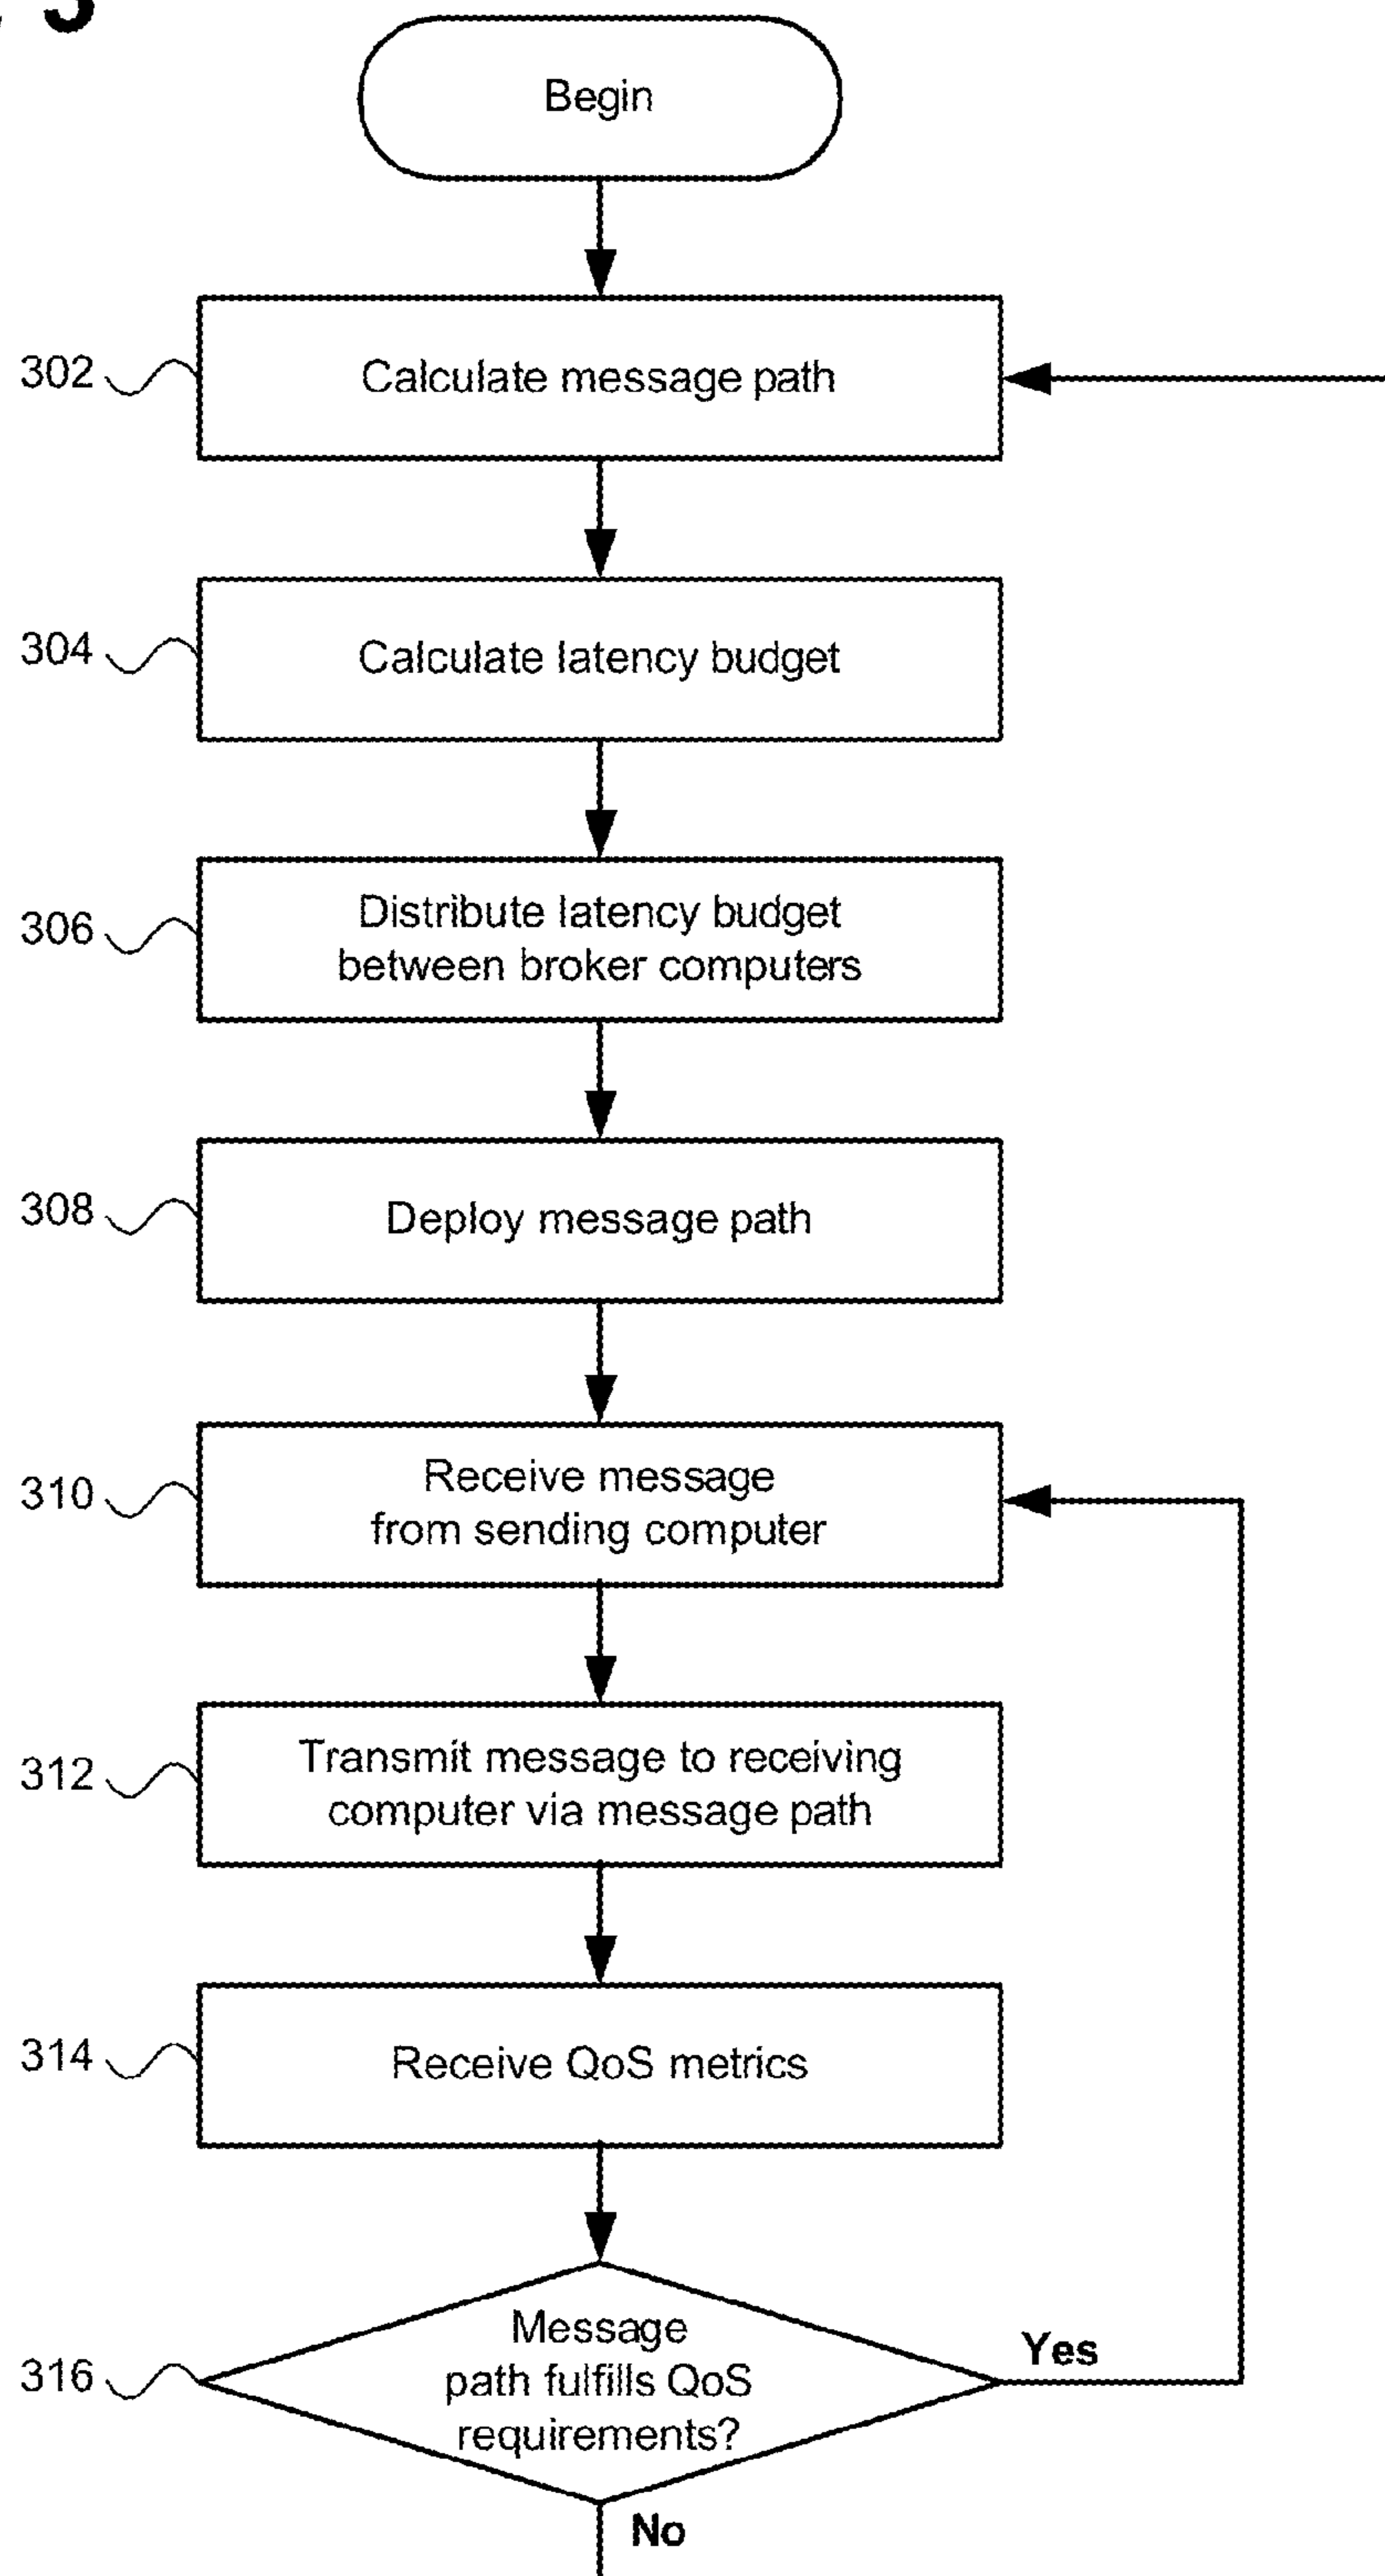 3
Begin
302
Calculate message path
304
Calculate latency budget
306
Distribute latency budget
between broker computers
308
Deploy message path
310
Receive message
from sending computer
312
Transmit message to receiving
computer via message path
314
Receive QoS metrics
316
Message
path fulfills QoS
requirements?
Yes
No